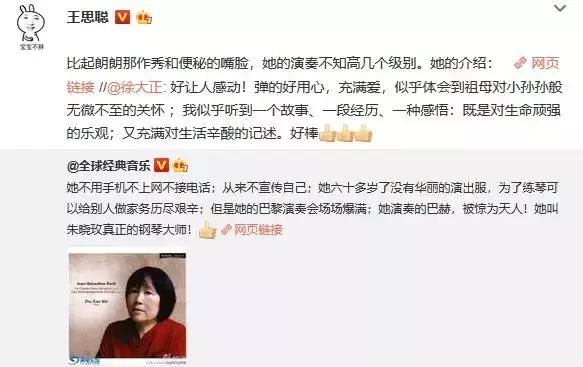 王思聪
宝宝不胖
比起朗朗那作秀和便秘的嘴脸，她的演奏不知高几个级别。她的介绍： 网页
链接 //@徐大正: 好让人感动！弹的好用心，充满爱，似乎体会到祖母对小孙孙般
无微不至的关怀 ；我似乎听到一个故事、一段经历、一种感悟：既是对生命顽强
的乐观；又充满对生活辛酸的记述。好棒
@全球经典音乐
她不用手机不上网不接电话；从来不宣传自己；她六十多岁了没有华丽的演出服，为了练琴可
以给别人做家务历尽艰辛；但是她的巴黎演奏会场场爆满；她演奏的巴赫，被惊为天人！她叫
朱晓玫真正的钢琴大师！ 网页链接
Jean-Sebastian Bach
Zhu Xiao-Mei